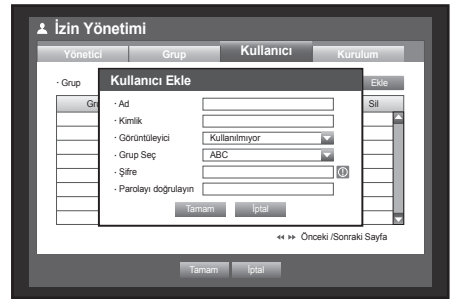 İzin Yönetimi
Yönetici Grup Kullanıcı Kurulum
· Grup Ekle
Sil
Kullanıcı Ekle
· Ad
· Kimlik
· Görüntüleyici Kullanılmıyor
· Grup Seç ABC
· Şifre
· Parolayı doğrulayın
Tamam İptal
Önceki /Sonraki Sayfa
Tamam İptal